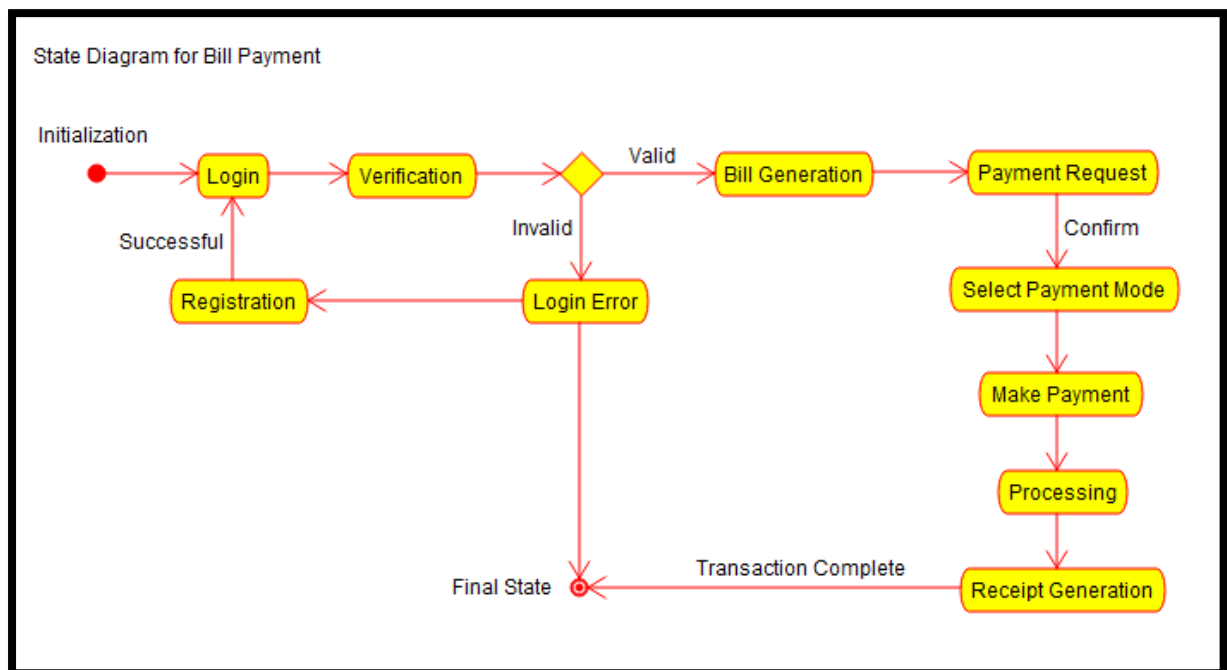 State Diagram for Bill Payment
Initialization
Login
Verification
Valid
Bill Generation
Payment Request
Successful
Invalid
Confirm
Registration
Login Error
Select Payment Mode
Make Payment
Processing
Final State
Transaction Complete
Receipt Generation